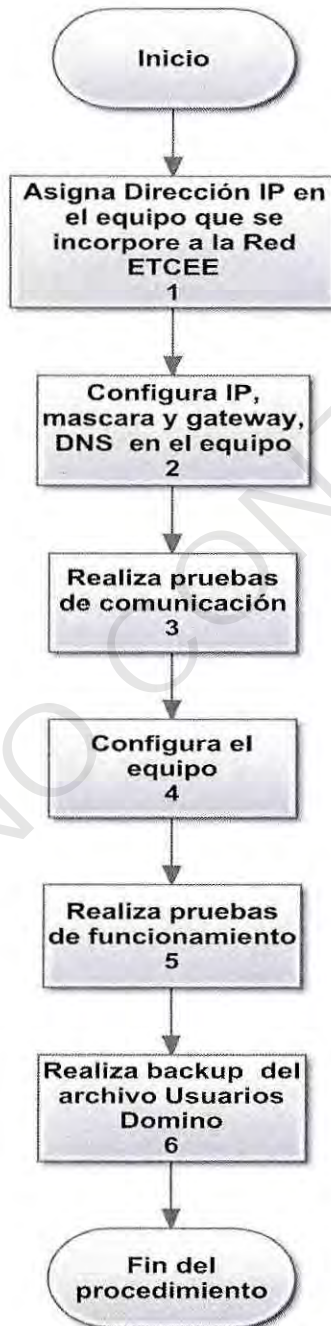 Inicio
Asigna Dirección IP en
el equipo que se
incorpore a la Red
ETCEE
1
Configura IP,
mascara y gateway,
DNS en el equipo
2
Realiza pruebas
de comunicación
3
Configura el
equipo
4
Realiza pruebas
de funcionamiento
5
Realiza backup del
archivo Usuarios
Domino
6
Fin del
procedimiento